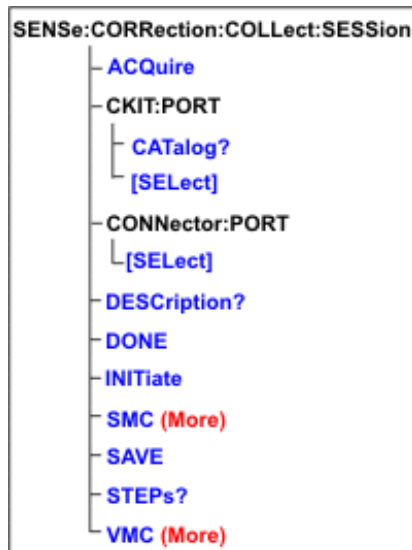 SENSe:CORRection:COLLect:SESSion
ACQuire
CKIT:PORT
CATalog?
[SELect]
CONNector:PORT
[SELect]
DESCription?
DONE
INITiate
SMC (More)
SAVE
STEPs?
VMC (More)